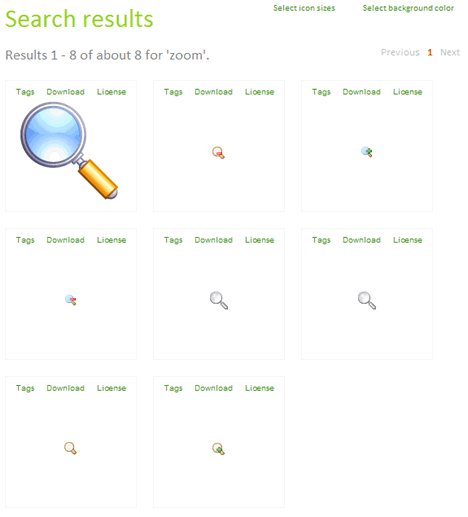 Select icon sizes Select background color
Search results
Results 1 - 8 of about 8 for 'zoom'.
Previous 1 Next
Tags Download License
Tags Download License
Tags Download License
Tags Download License
Tags Download License
Tags Download License
Tags Download License
Tags Download License